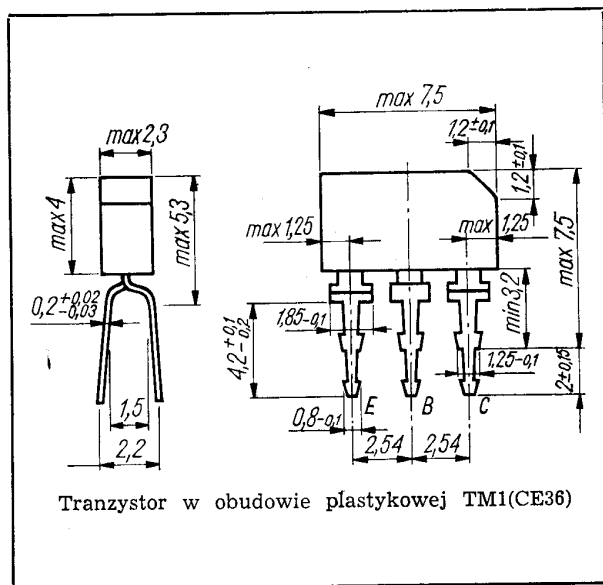 max 7,5
1,2±0,1
max 2,3
1,2±0,1
max 4
max 5,3
max 1,25
max 1,25
max 7,5
0,2 +0,02 -0,03
4,2 +0,1 -0,2
1,85-0,1
min 3,2
1,25-0,1
2±0,15
1,5
E B C
0,8-0,1
2,2
2,54 2,54
Tranzystor w obudowie plastykowej TM1(CE36)